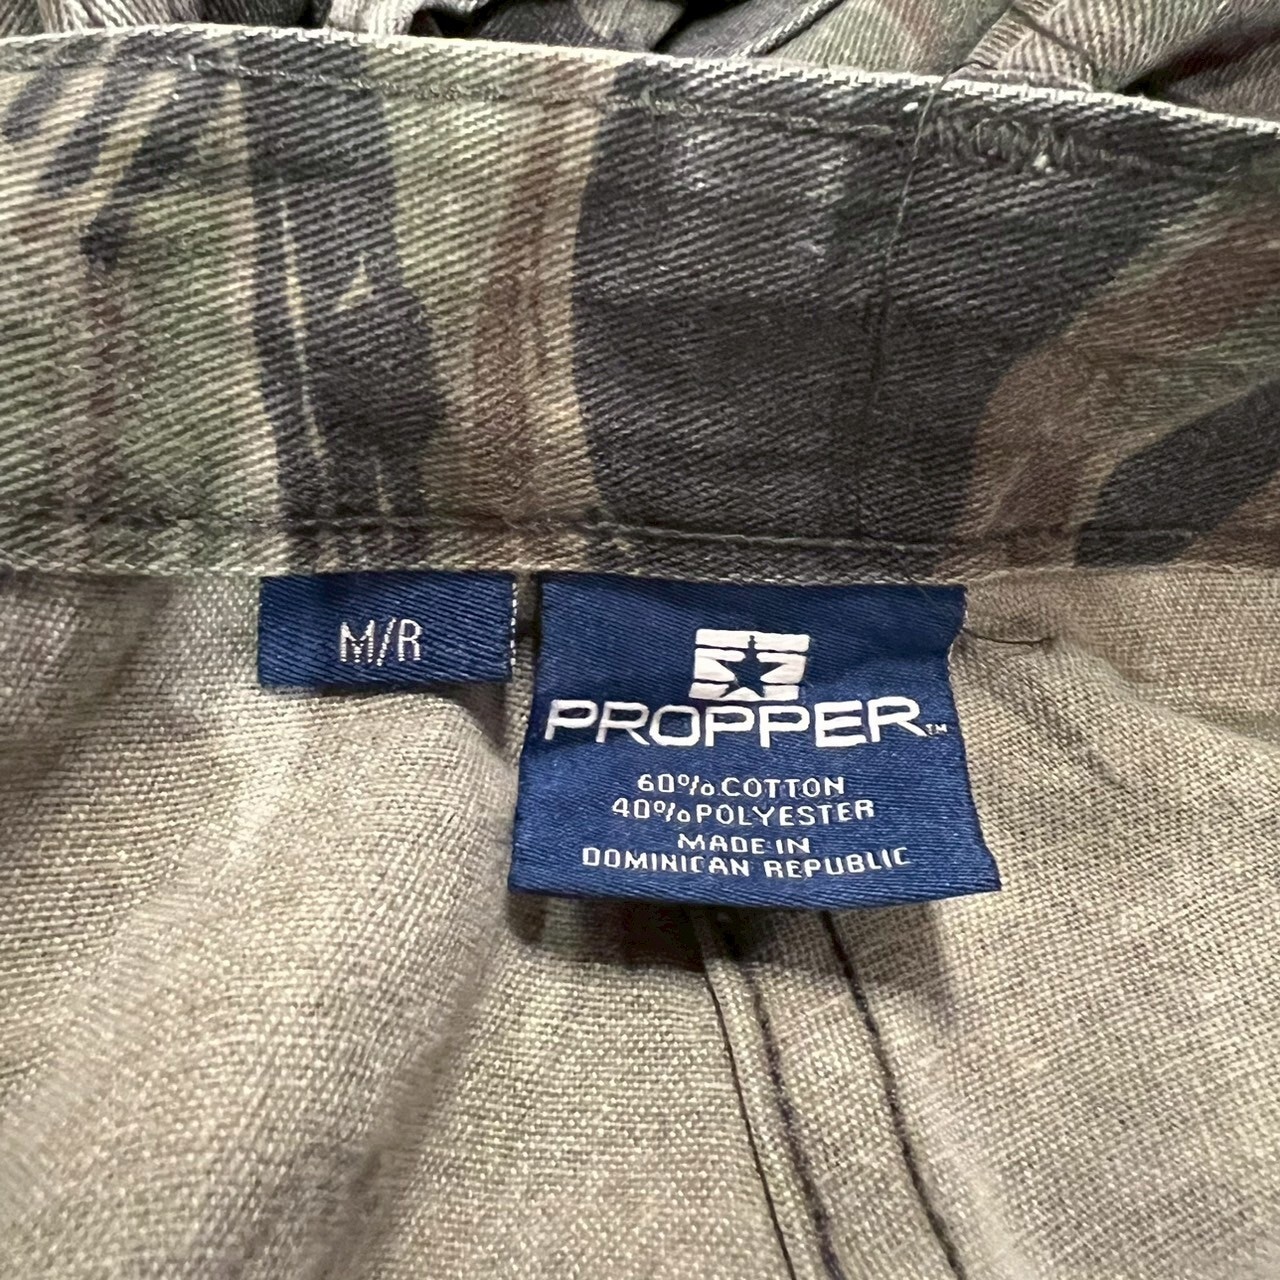 M/R
PROPPER™
60% COTTON
40% POLYESTER
MADE IN
DOMINICAN REPUBLIC